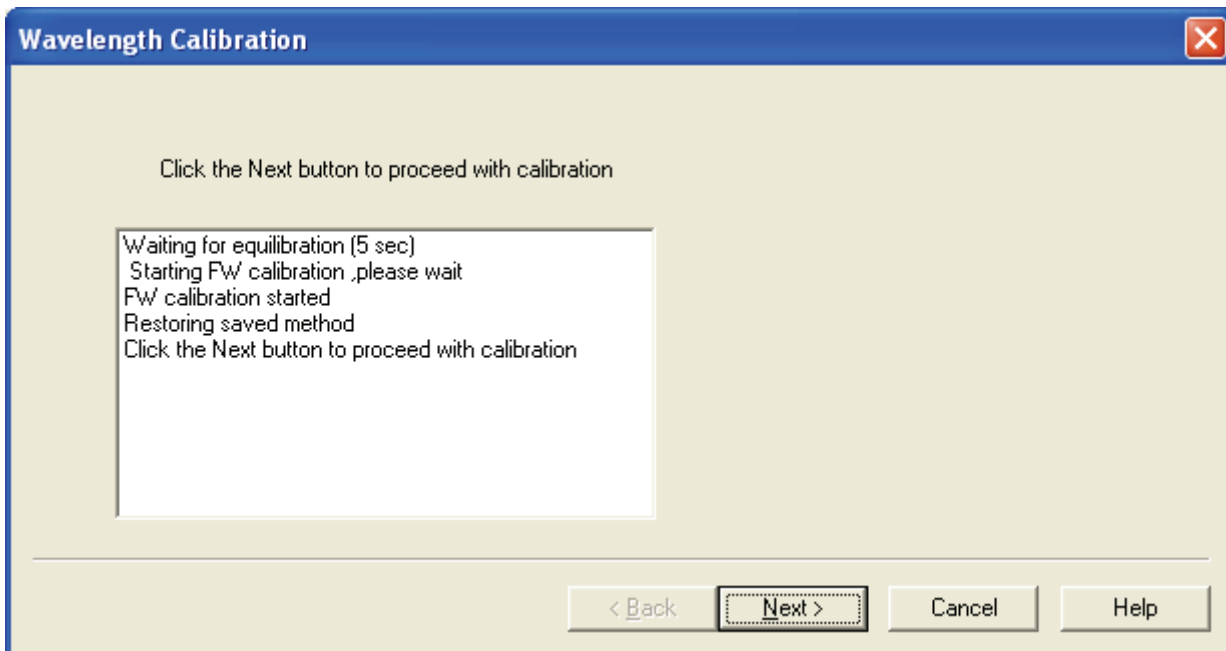 Wavelength Calibration
Click the Next button to proceed with calibration
Waiting for equilibration (5 sec)
Starting FW calibration ,please wait
FW calibration started
Restoring saved method
Click the Next button to proceed with calibration
< Back
Next >
Cancel
Help